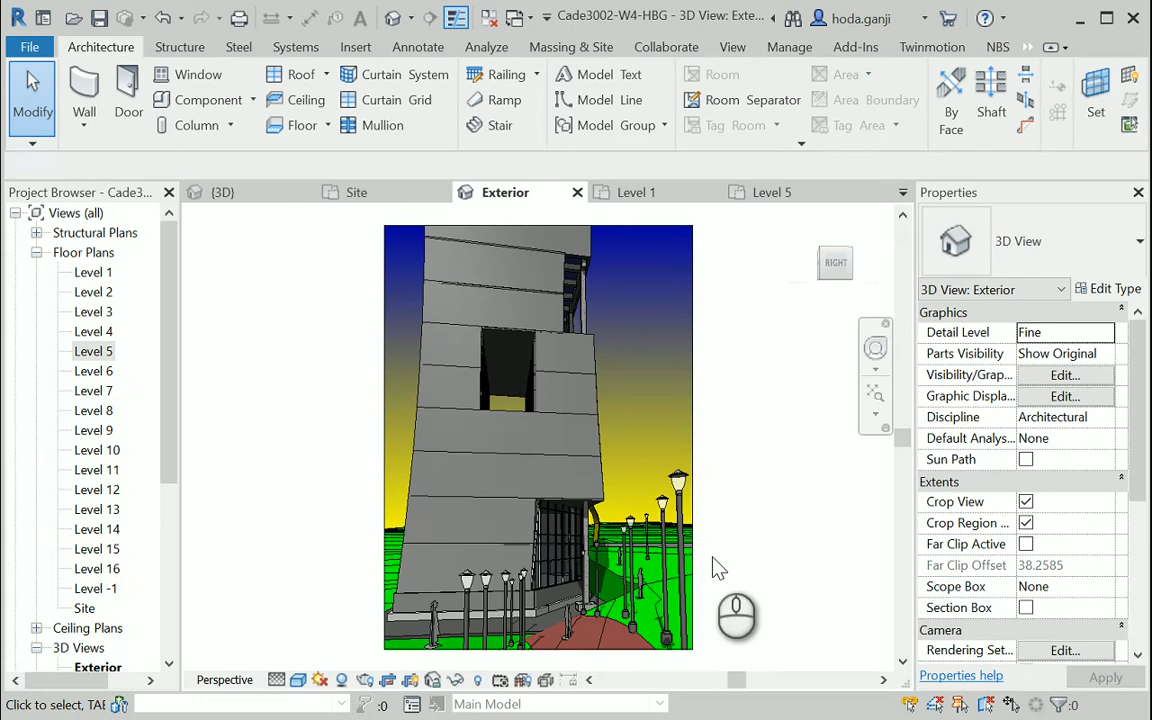 Cade3002-W4-HBG - 3D View: Exte... hoda.ganji
File Architecture Structure Steel Systems Insert Annotate Analyze Massing & Site Collaborate View Manage Add-Ins Twinmotion NBS
Modify
Wall
Door
Window
Component
Column
Roof
Ceiling
Floor
Curtain System
Curtain Grid
Mullion
Railing
Ramp
Stair
Model Text
Model Line
Model Group
Room
Room Separator
Tag Room
Area
Area Boundary
Tag Area
By
Face
Shaft
Set
Project Browser - Cade3...
{3D} Site Exterior Level 1 Level 5
Properties
Views (all)
Structural Plans
Floor Plans
Level 1
Level 2
Level 3
Level 4
Level 5
Level 6
Level 7
Level 8
Level 9
Level 10
Level 11
Level 12
Level 13
Level 14
Level 15
Level 16
Level -1
Site
Ceiling Plans
3D Views
Exterior
RIGHT
3D View
3D View: Exterior Edit Type
Graphics
Detail Level Fine
Parts Visibility Show Original
Visibility/Grap... Edit...
Graphic Displa... Edit...
Discipline Architectural
Default Analys... None
Sun Path
Extents
Crop View
Crop Region ...
Far Clip Active
Far Clip Offset 38.2585
Scope Box None
Section Box
Camera
Rendering Set... Edit...
Properties help Apply
Perspective
Click to select, TAE :0 Main Model :0